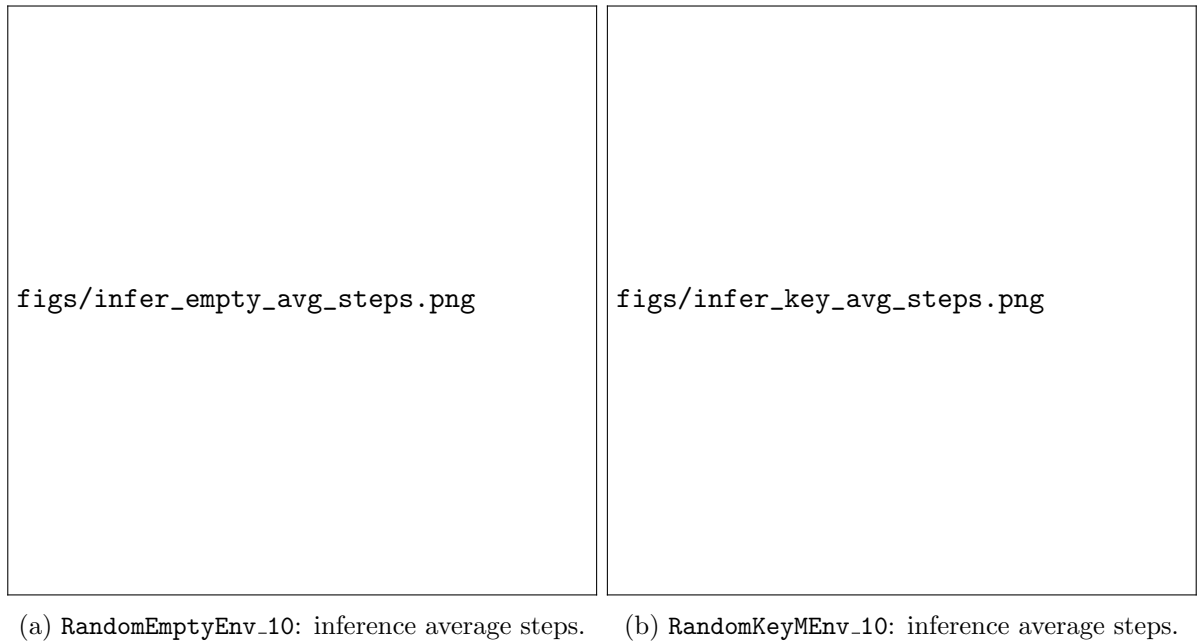 figs/infer_empty_avg_steps.png
figs/infer_key_avg_steps.png
(a) RandomEmptyEnv_10: inference average steps.
(b) RandomKeyMEnv_10: inference average steps.